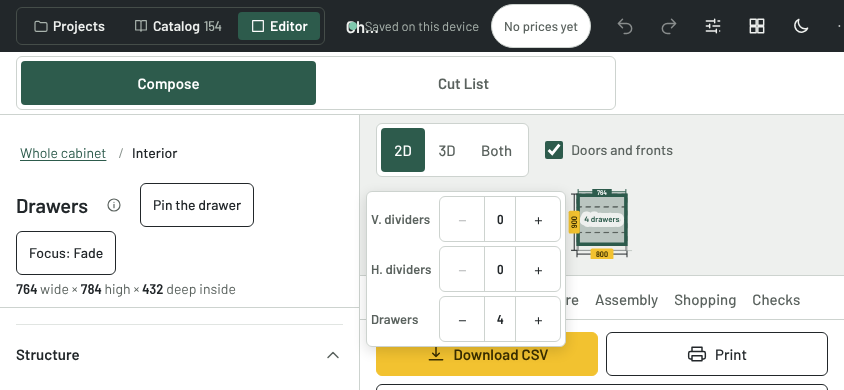 Projects
Catalog 154
Editor
Saved on this device
No prices yet
Compose
Cut List
Whole cabinet / Interior
Drawers
Pin the drawer
Focus: Fade
764 wide × 784 high × 432 deep inside
Structure
2D
3D
Both
Doors and fronts
V. dividers
− 0 +
H. dividers
− 0 +
Drawers
− 4 +
764
900
4 drawers
800
Assembly
Shopping
Checks
Download CSV
Print